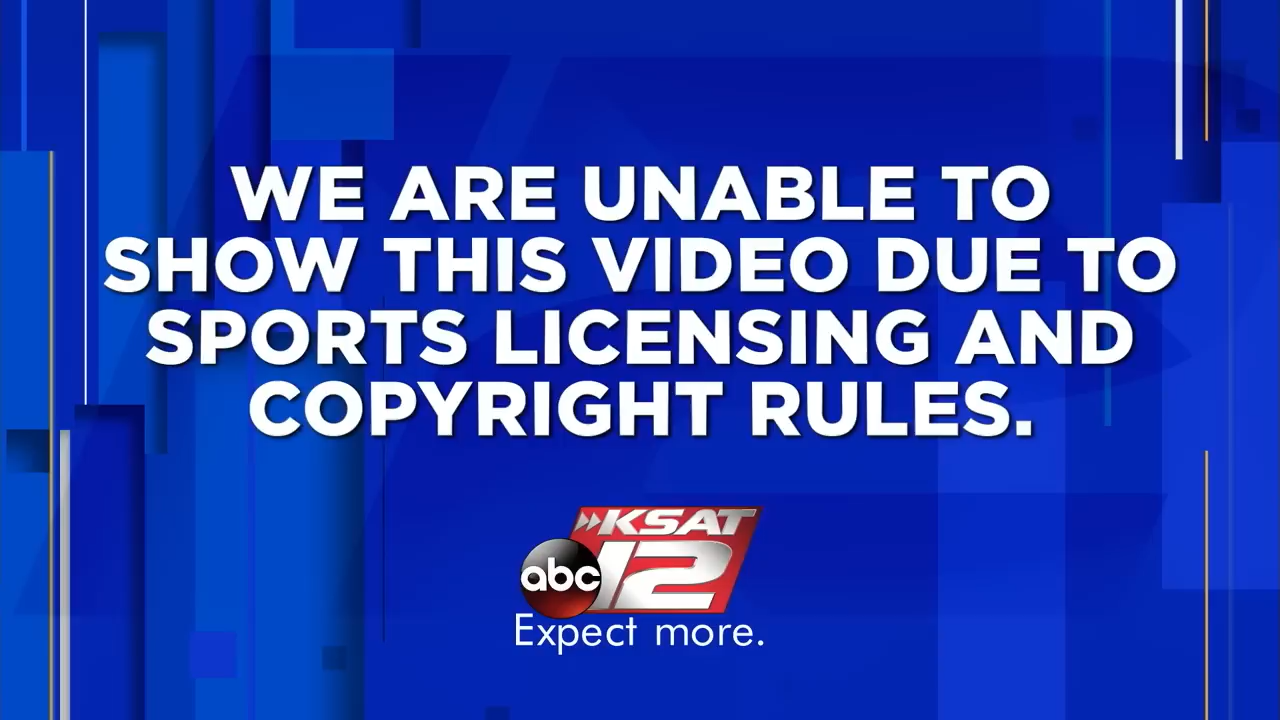 WE ARE UNABLE TO
SHOW THIS VIDEO DUE TO
SPORTS LICENSING AND
COPYRIGHT RULES.
KSAT
abc 12
Expect more.